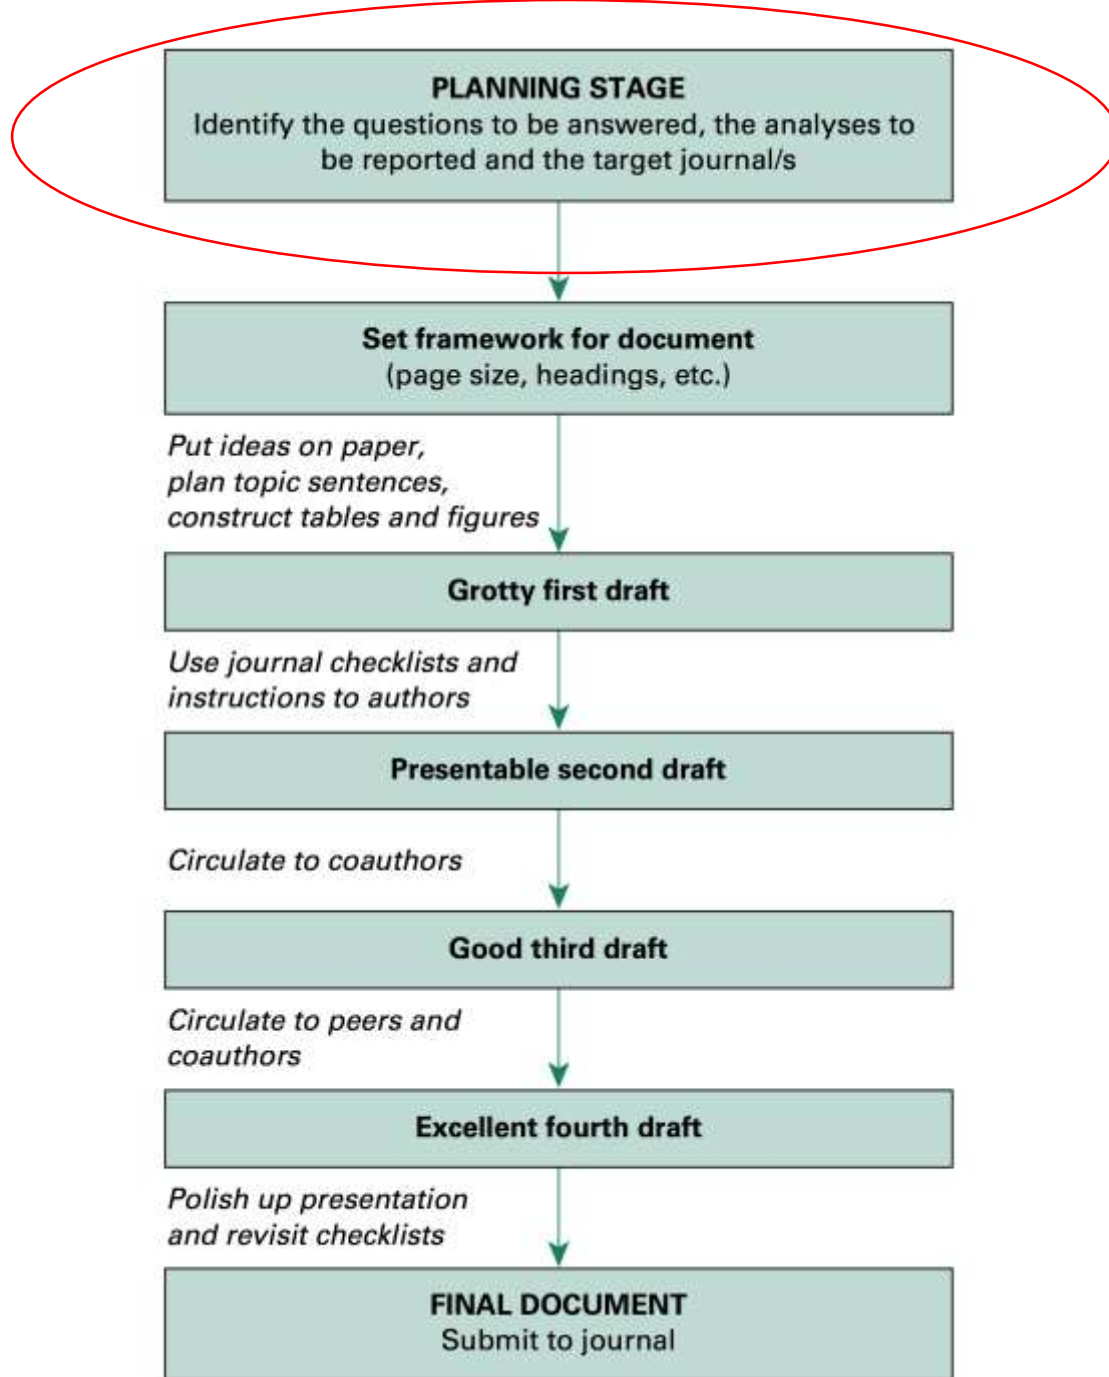 PLANNING STAGE
Identify the questions to be answered, the analyses to
be reported and the target journal/s
Set framework for document
(page size, headings, etc.)
Put ideas on paper,
plan topic sentences,
construct tables and figures
Grotty first draft
Use journal checklists and
instructions to authors
Presentable second draft
Circulate to coauthors
Good third draft
Circulate to peers and
coauthors
Excellent fourth draft
Polish up presentation
and revisit checklists
FINAL DOCUMENT
Submit to journal